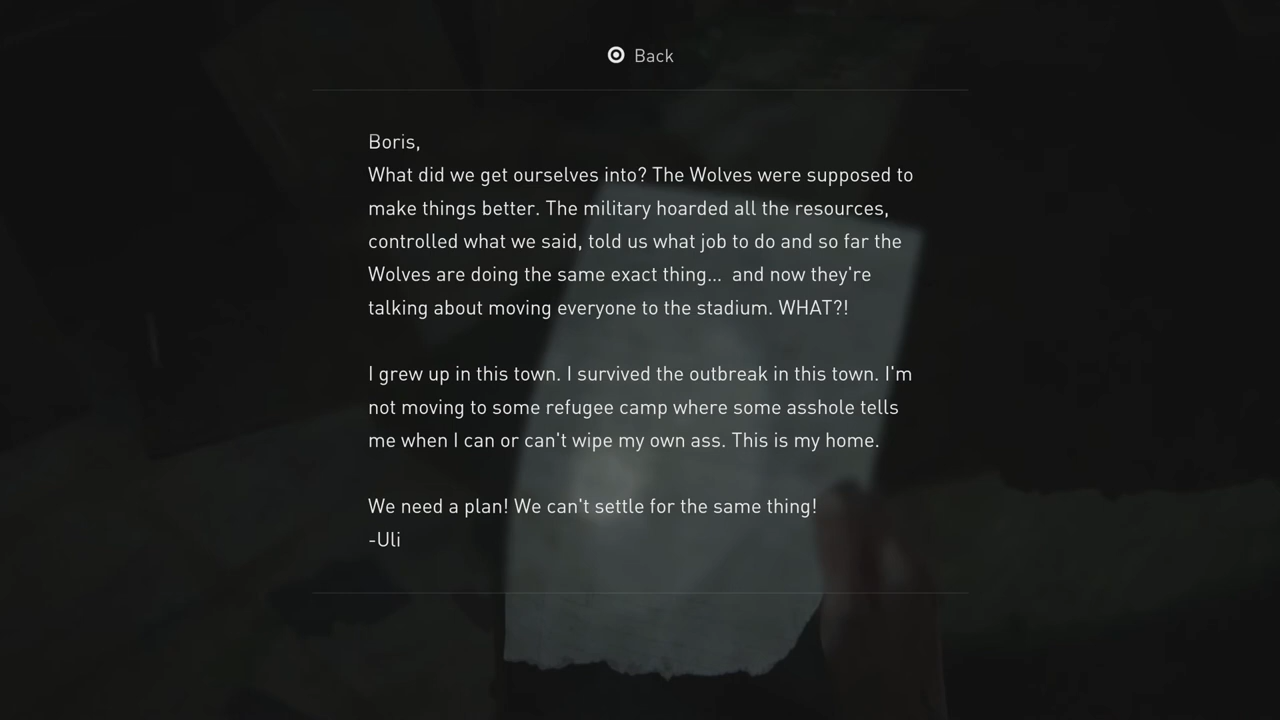 Back
Boris,
What did we get ourselves into? The Wolves were supposed to
make things better. The military hoarded all the resources,
controlled what we said, told us what job to do and so far the
Wolves are doing the same exact thing...  and now they're
talking about moving everyone to the stadium. WHAT?!
I grew up in this town. I survived the outbreak in this town. I'm
not moving to some refugee camp where some asshole tells
me when I can or can't wipe my own ass. This is my home.
We need a plan! We can't settle for the same thing!
-Uli